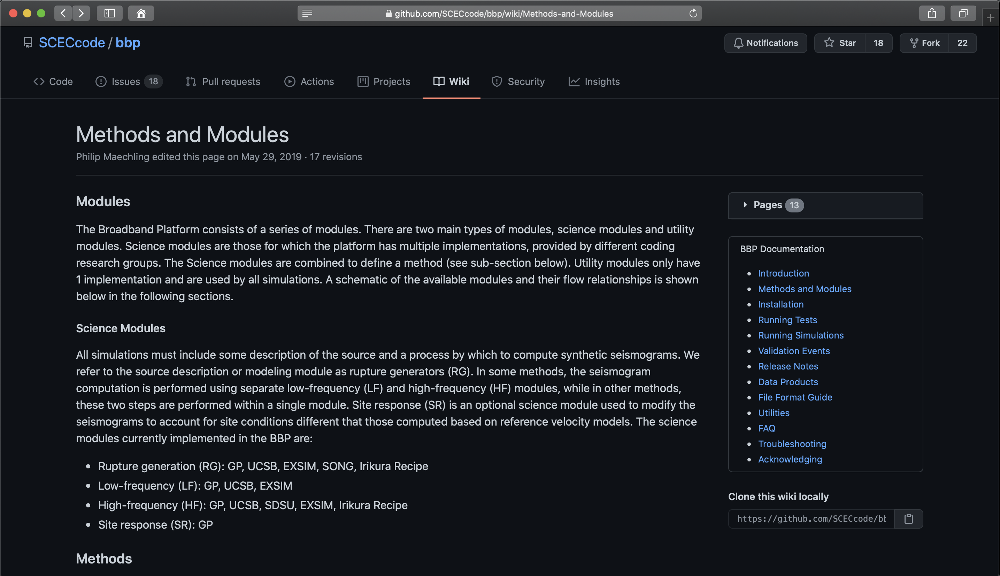 github.com/SCECcode/bbp/wiki/Methods-and-Modules
SCECcode / bbp
Notifications
Star 18
Fork 22
Code
Issues 18
Pull requests
Actions
Projects
Wiki
Security
Insights
Methods and Modules
Philip Maechling edited this page on May 29, 2019 · 17 revisions
Modules
The Broadband Platform consists of a series of modules. There are two main types of modules, science modules and utility
modules. Science modules are those for which the platform has multiple implementations, provided by different coding
research groups. The Science modules are combined to define a method (see sub-section below). Utility modules only have
1 implementation and are used by all simulations. A schematic of the available modules and their flow relationships is shown
below in the following sections.
Science Modules
All simulations must include some description of the source and a process by which to compute synthetic seismograms. We
refer to the source description or modeling module as rupture generators (RG). In some methods, the seismogram
computation is performed using separate low-frequency (LF) and high-frequency (HF) modules, while in other methods,
these two steps are performed within a single module. Site response (SR) is an optional science module used to modify the
seismograms to account for site conditions different that those computed based on reference velocity models. The science
modules currently implemented in the BBP are:
• Rupture generation (RG): GP, UCSB, EXSIM, SONG, Irikura Recipe
• Low-frequency (LF): GP, UCSB, EXSIM
• High-frequency (HF): GP, UCSB, SDSU, EXSIM, Irikura Recipe
• Site response (SR): GP
Methods
Pages 13
BBP Documentation
• Introduction
• Methods and Modules
• Installation
• Running Tests
• Running Simulations
• Validation Events
• Release Notes
• Data Products
• File Format Guide
• Utilities
• FAQ
• Troubleshooting
• Acknowledging
Clone this wiki locally
https://github.com/SCECcode/bb